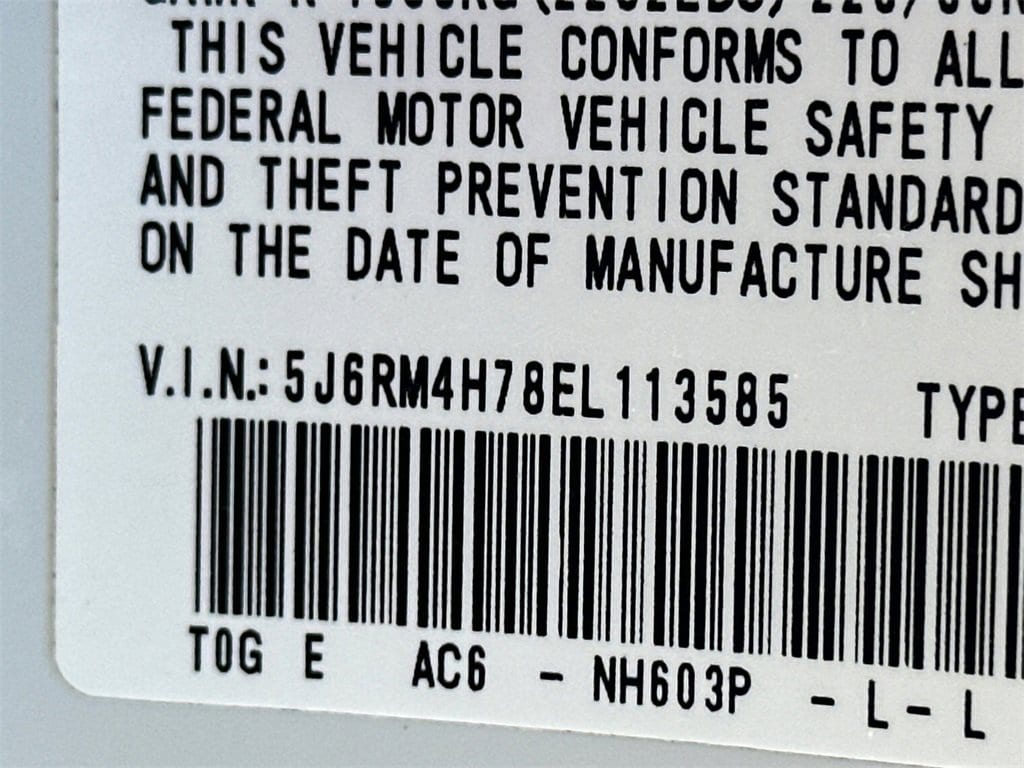 THIS VEHICLE CONFORMS TO ALL
FEDERAL MOTOR VEHICLE SAFETY
AND THEFT PREVENTION STANDARD
ON THE DATE OF MANUFACTURE SH
V.I.N.: 5J6RM4H78EL113585 TYPE
T0G E AC6 - NH603P - L - L